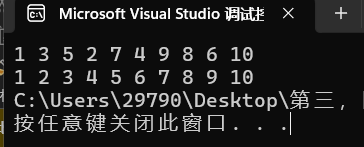 Microsoft Visual Studio 调试
1 3 5 2 7 4 9 8 6 10
1 2 3 4 5 6 7 8 9 10
C:\Users\29790\Desktop\第三,
按任意键关闭此窗口. . .